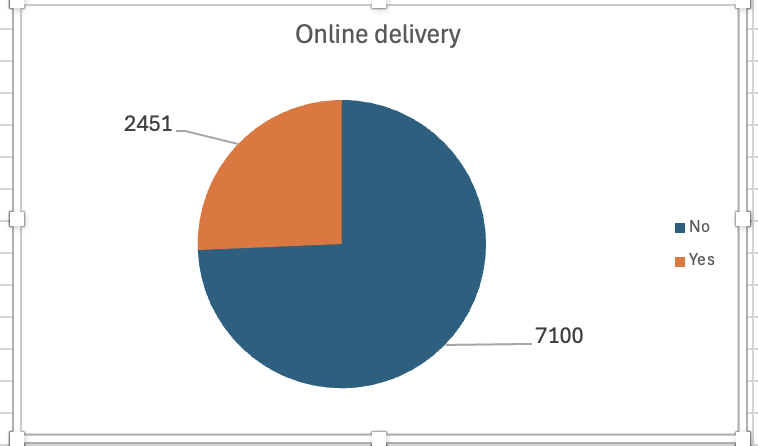 Online delivery
2451
No
Yes
7100